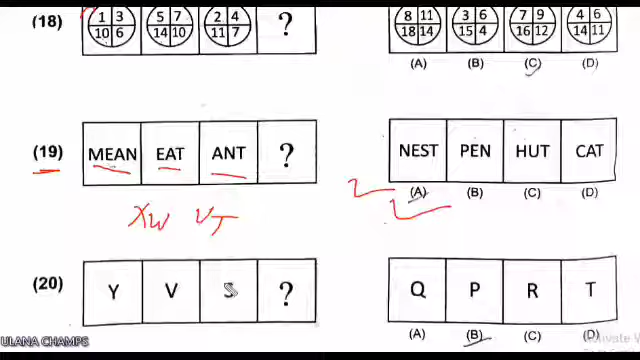 (18) 1 3 10 6 5 7 14 10 2 4 11 7 ? 8 11 18 14 3 6 15 4 7 9 16 12 4 6 14 11
(A) (B) (C) (D)
(19) MEAN EAT ANT ? NEST PEN HUT CAT
(A) (B) (C) (D)
XW VT
(20) Y V S ? Q P R T
(A) (B) (C) (D)
ULANA CHAMPS